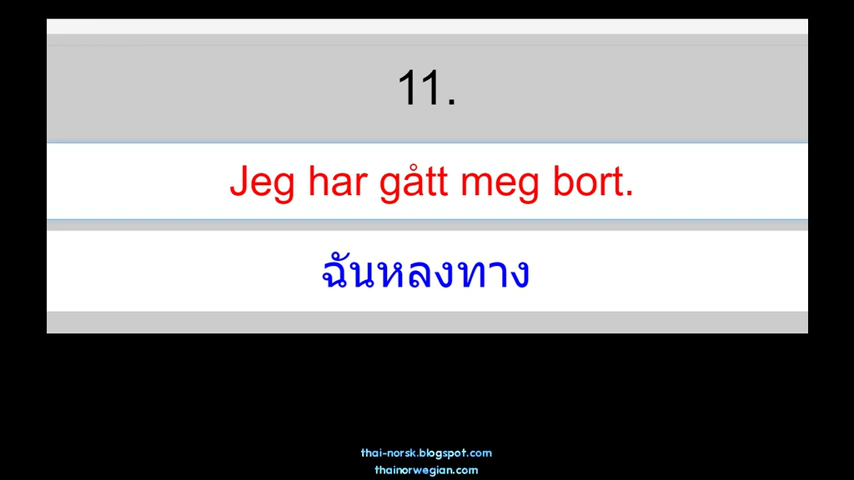 11.
Jeg har gått meg bort.
ฉันหลงทาง
thai-norsk.blogspot.com
thainorwegian.com